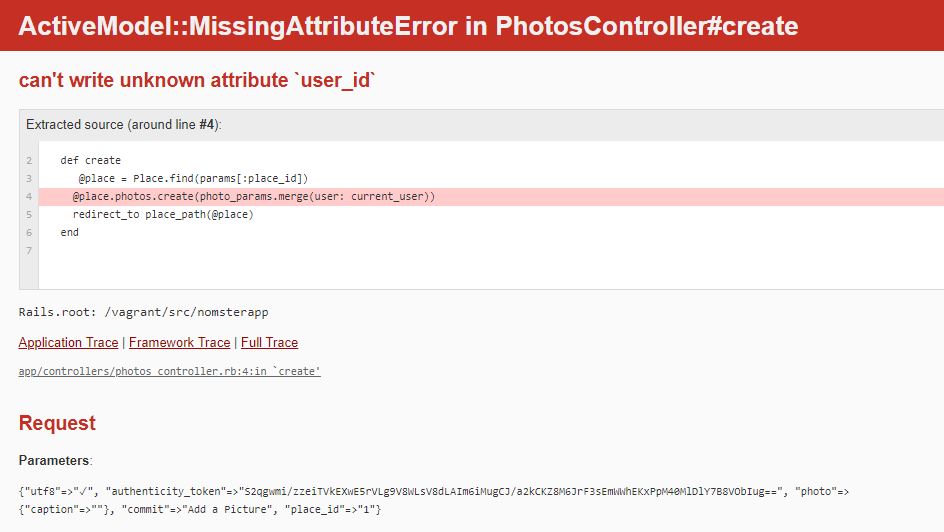 ActiveModel::MissingAttributeError in PhotosController#create
can't write unknown attribute `user_id`
Extracted source (around line #4):
2 def create
3 @place = Place.find(params[:place_id])
4 @place.photos.create(photo_params.merge(user: current_user))
5 redirect_to place_path(@place)
6 end
7
Rails.root: /vagrant/src/nomsterapp
Application Trace | Framework Trace | Full Trace
app/controllers/photos_controller.rb:4:in `create'
Request
Parameters:
{"utf8"=>"✓", "authenticity_token"=>"S2qgwmi/zzeiTVkEXwE5rVLg9V8WLsV8dLAIm6iMugCJ/a2kCKZ8M6JrF3sEmWWhEKxPpM40MlDlY7B8VObIug==", "photo"=>
{"caption"=>""}, "commit"=>"Add a Picture", "place_id"=>"1"}